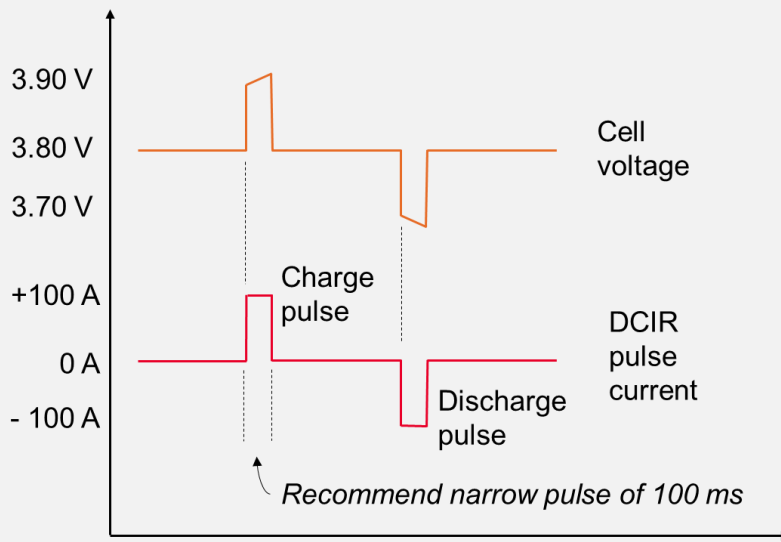 3.90 V
3.80 V
3.70 V
Cell
voltage
+100 A
0 A
- 100 A
Charge
pulse
DCIR
pulse
current
Discharge
pulse
Recommend narrow pulse of 100 ms